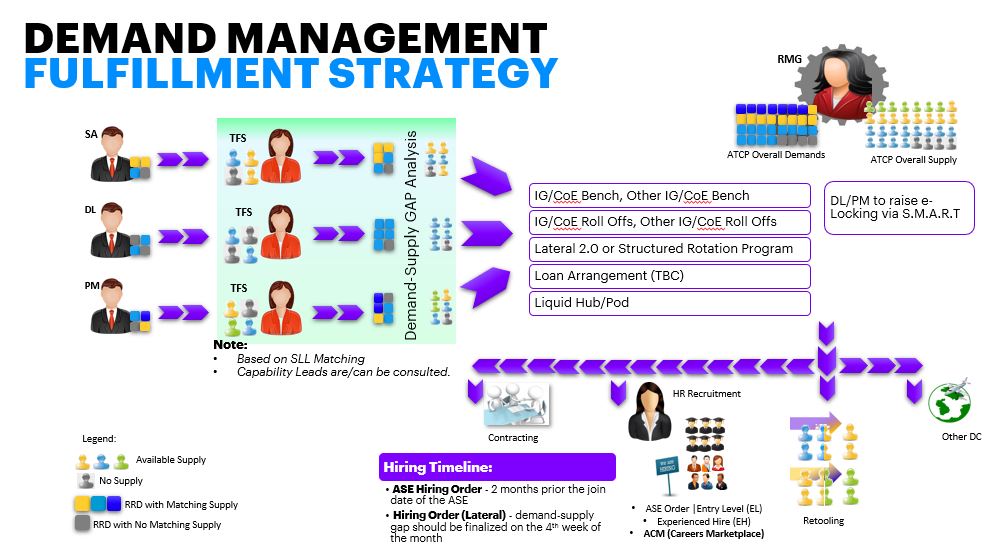 DEMAND MANAGEMENT
FULFILLMENT STRATEGY
RMG
ATCP Overall Demands
ATCP Overall Supply
SA
TFS
DL
TFS
PM
TFS
Demand-Supply GAP Analysis
IG/CoE Bench, Other IG/CoE Bench
IG/CoE Roll Offs, Other IG/CoE Roll Offs
Lateral 2.0 or Structured Rotation Program
Loan Arrangement (TBC)
Liquid Hub/Pod
DL/PM to raise e-
Locking via S.M.A.R.T
Note:
• Based on SLL Matching
• Capability Leads are/can be consulted.
Contracting
HR Recruitment
WE ARE
HIRING
• ASE Order |Entry Level (EL)
• Experienced Hire (EH)
• ACM (Careers Marketplace)
Retooling
Other DC
Legend:
Available Supply
No Supply
RRD with Matching Supply
RRD with No Matching Supply
Hiring Timeline:
• ASE Hiring Order - 2 months prior the join
date of the ASE
• Hiring Order (Lateral) - demand-supply
gap should be finalized on the 4th week of
the month